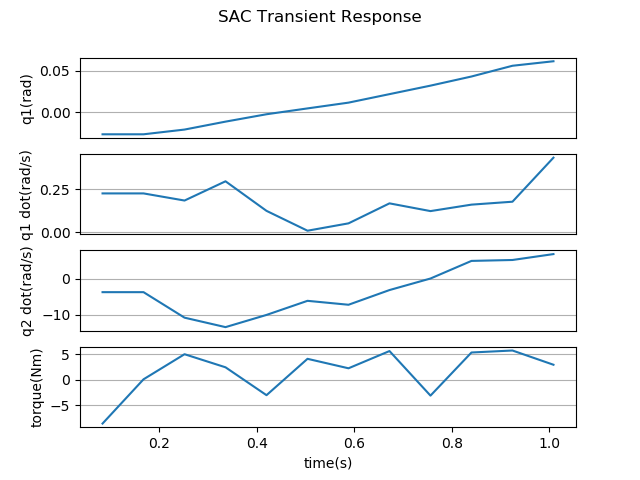 SAC Transient Response
q1(rad)
0.05
0.00
q1 dot(rad/s)
0.25
0.00
q2 dot(rad/s)
0
−10
torque(Nm)
5
0
−5
0.2 0.4 0.6 0.8 1.0
time(s)